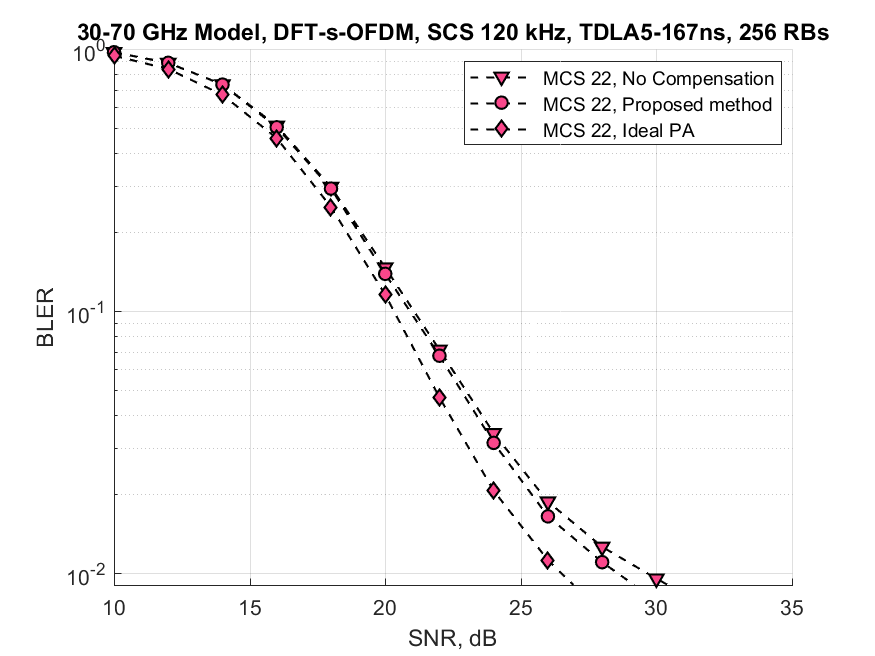 30-70 GHz Model, DFT-s-OFDM, SCS 120 kHz, TDLA5-167ns, 256 RBs
10^0
MCS 22, No Compensation
MCS 22, Proposed method
MCS 22, Ideal PA
BLER
10^-1
10^-2
10 15 20 25 30 35
SNR, dB